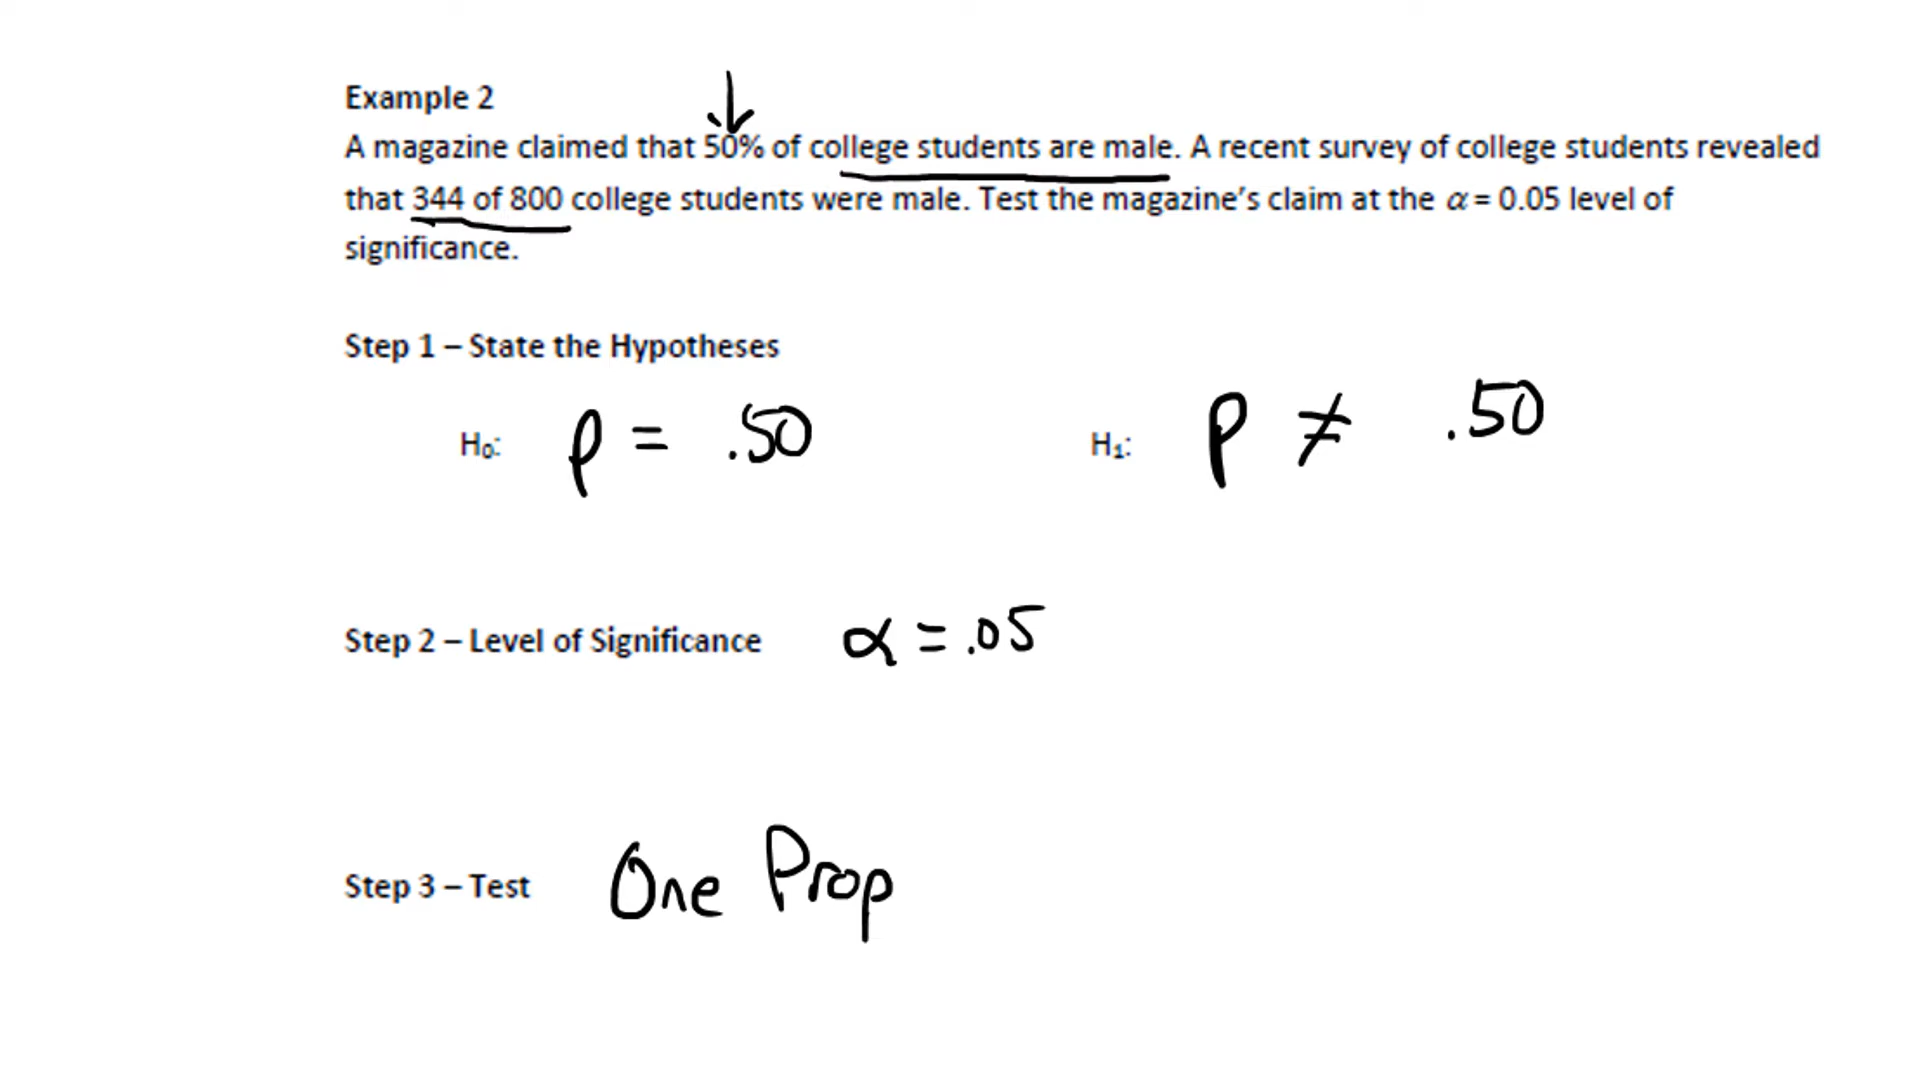 Example 2
A magazine claimed that 50% of college students are male. A recent survey of college students revealed
that 344 of 800 college students were male. Test the magazine's claim at the α = 0.05 level of
significance.
Step 1 – State the Hypotheses
H₀: p = .50 H₁: p ≠ .50
Step 2 – Level of Significance α = .05
Step 3 – Test One Prop